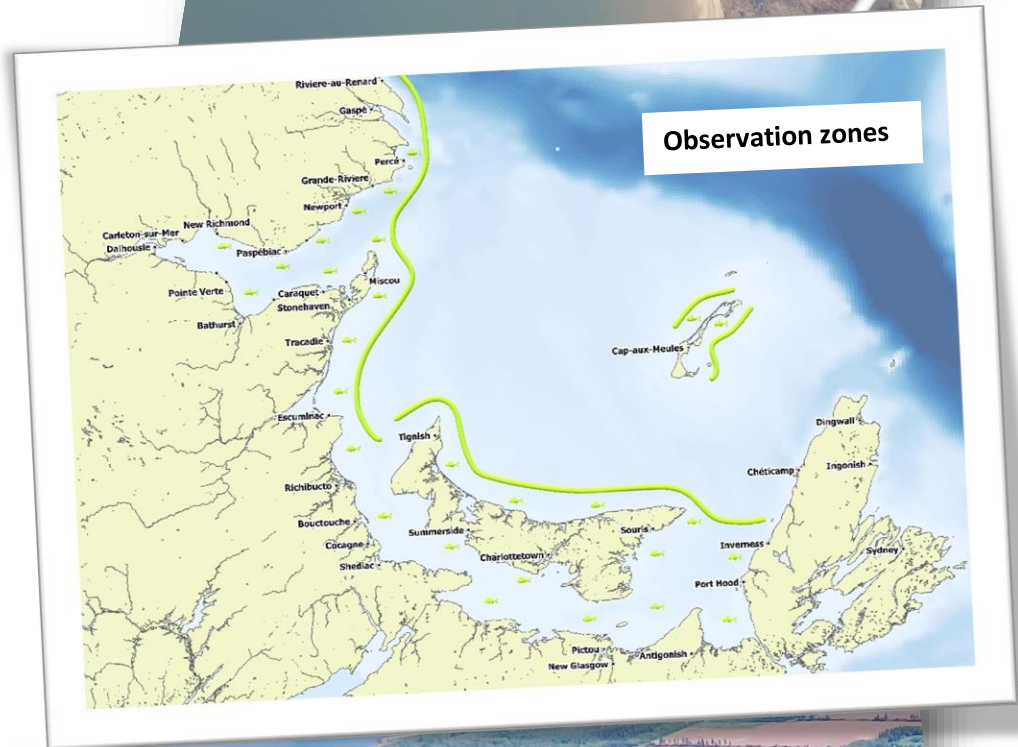 Riviere-au-Renard
Observation zones
Gaspé
Percé
Grande-Riviere
Newport
New Richmond
Carleton-sur-Mer
Dalhousie
Paspébiac
Miscou
Pointe Verte
Caraquet
Stonehaven
Bathurst
Tracadie
Cap-aux-Meules
Escuminac
Dingwall
Tignish
Chéticamp
Ingonish
Richibucto
Bouctouche
Summerside
Souris
Cocagne
Inverness
Sydney
Charlottetown
Shediac
Port Hood
Pictou
Antigonish
New Glasgow